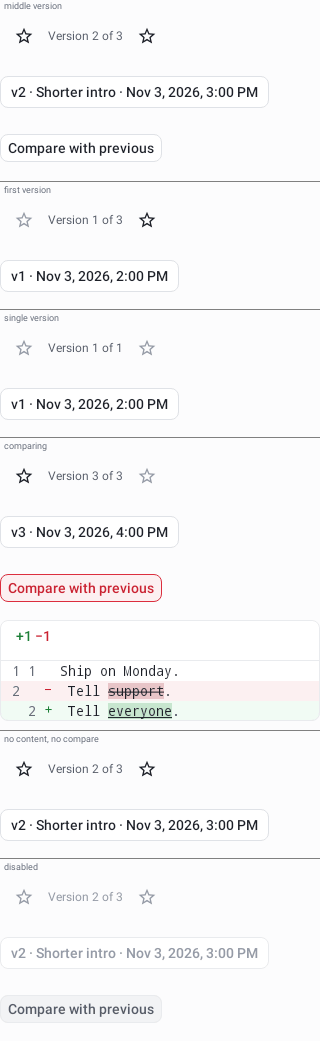 middle version
Version 2 of 3
v2 · Shorter intro · Nov 3, 2026, 3:00 PM
Compare with previous
first version
Version 1 of 3
v1 · Nov 3, 2026, 2:00 PM
single version
Version 1 of 1
v1 · Nov 3, 2026, 2:00 PM
comparing
Version 3 of 3
v3 · Nov 3, 2026, 4:00 PM
Compare with previous
+1 −1
1 1 Ship on Monday.
2 − Tell support.
2 + Tell everyone.
no content, no compare
Version 2 of 3
v2 · Shorter intro · Nov 3, 2026, 3:00 PM
disabled
Version 2 of 3
v2 · Shorter intro · Nov 3, 2026, 3:00 PM
Compare with previous